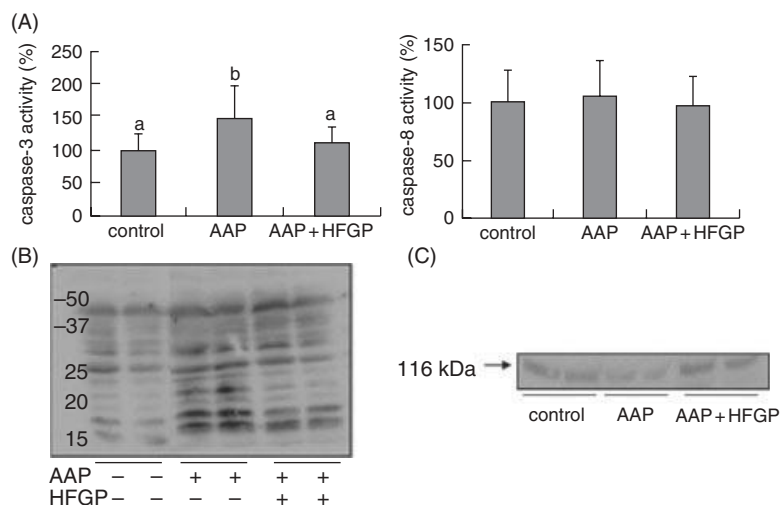 (A)
caspase-3 activity (%)
250
200
150
100
50
0
a
b
a
control AAP AAP+HFGP
caspase-8 activity (%)
150
100
50
0
control AAP AAP+HFGP
(B)
–50
–37
25
20
15
AAP – – + + + +
HFGP – – – – + +
(C)
116 kDa
control AAP AAP+HFGP